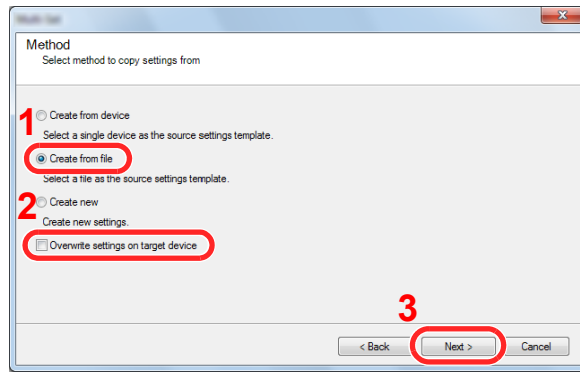 Method
Select method to copy settings from
1
Create from device
Select a single device as the source settings template.
Create from file
Select a file as the source settings template.
2
Create new
Create new settings.
Overwrite settings on target device
3
< Back Next > Cancel